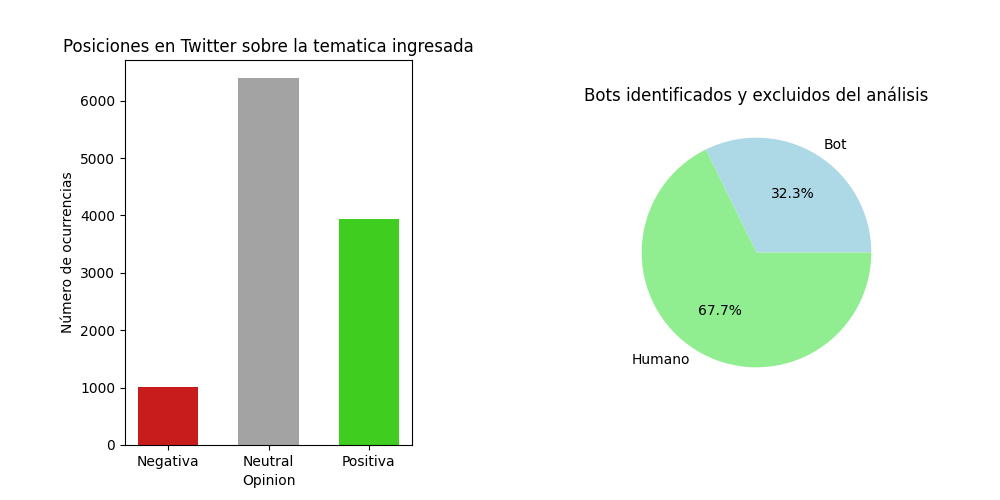 Posiciones en Twitter sobre la tematica ingresada
Número de ocurrencias
6000
5000
4000
3000
2000
1000
0
Negativa
Neutral
Positiva
Opinion
Bots identificados y excluidos del análisis
Bot
32.3%
67.7%
Humano